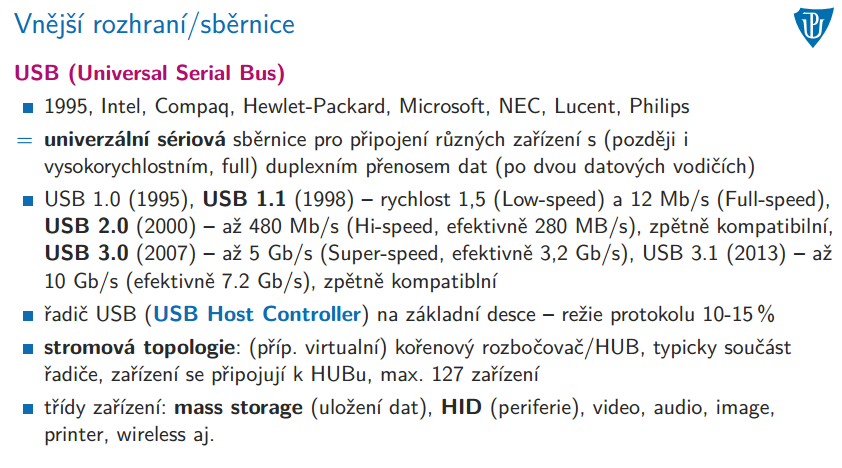 Vnější rozhraní/sběrnice
USB (Universal Serial Bus)
■ 1995, Intel, Compaq, Hewlet-Packard, Microsoft, NEC, Lucent, Philips
= univerzální sériová sběrnice pro připojení různých zařízení s (později i
vysokorychlostním, full) duplexním přenosem dat (po dvou datových vodičích)
■ USB 1.0 (1995), USB 1.1 (1998) – rychlost 1,5 (Low-speed) a 12 Mb/s (Full-speed),
USB 2.0 (2000) – až 480 Mb/s (Hi-speed, efektivně 280 MB/s), zpětně kompatibilní,
USB 3.0 (2007) – až 5 Gb/s (Super-speed, efektivně 3,2 Gb/s), USB 3.1 (2013) – až
10 Gb/s (efektivně 7.2 Gb/s), zpětně kompatiblní
■ řadič USB (USB Host Controller) na základní desce – režie protokolu 10-15 %
■ stromová topologie: (příp. virtualní) kořenový rozbočovač/HUB, typicky součást
řadiče, zařízení se připojují k HUBu, max. 127 zařízení
■ třídy zařízení: mass storage (uložení dat), HID (periferie), video, audio, image,
printer, wireless aj.